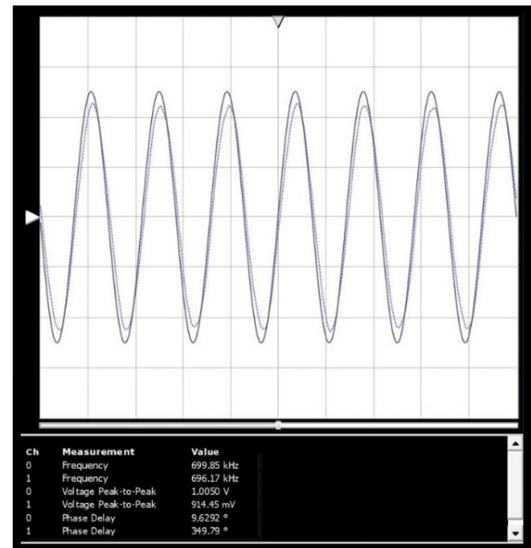 Ch Measurement Value
0 Frequency 699.85 kHz
1 Frequency 696.17 kHz
0 Voltage Peak-to-Peak 1.0050 V
1 Voltage Peak-to-Peak 914.45 mV
0 Phase Delay 9.6292 °
1 Phase Delay 349.79 °